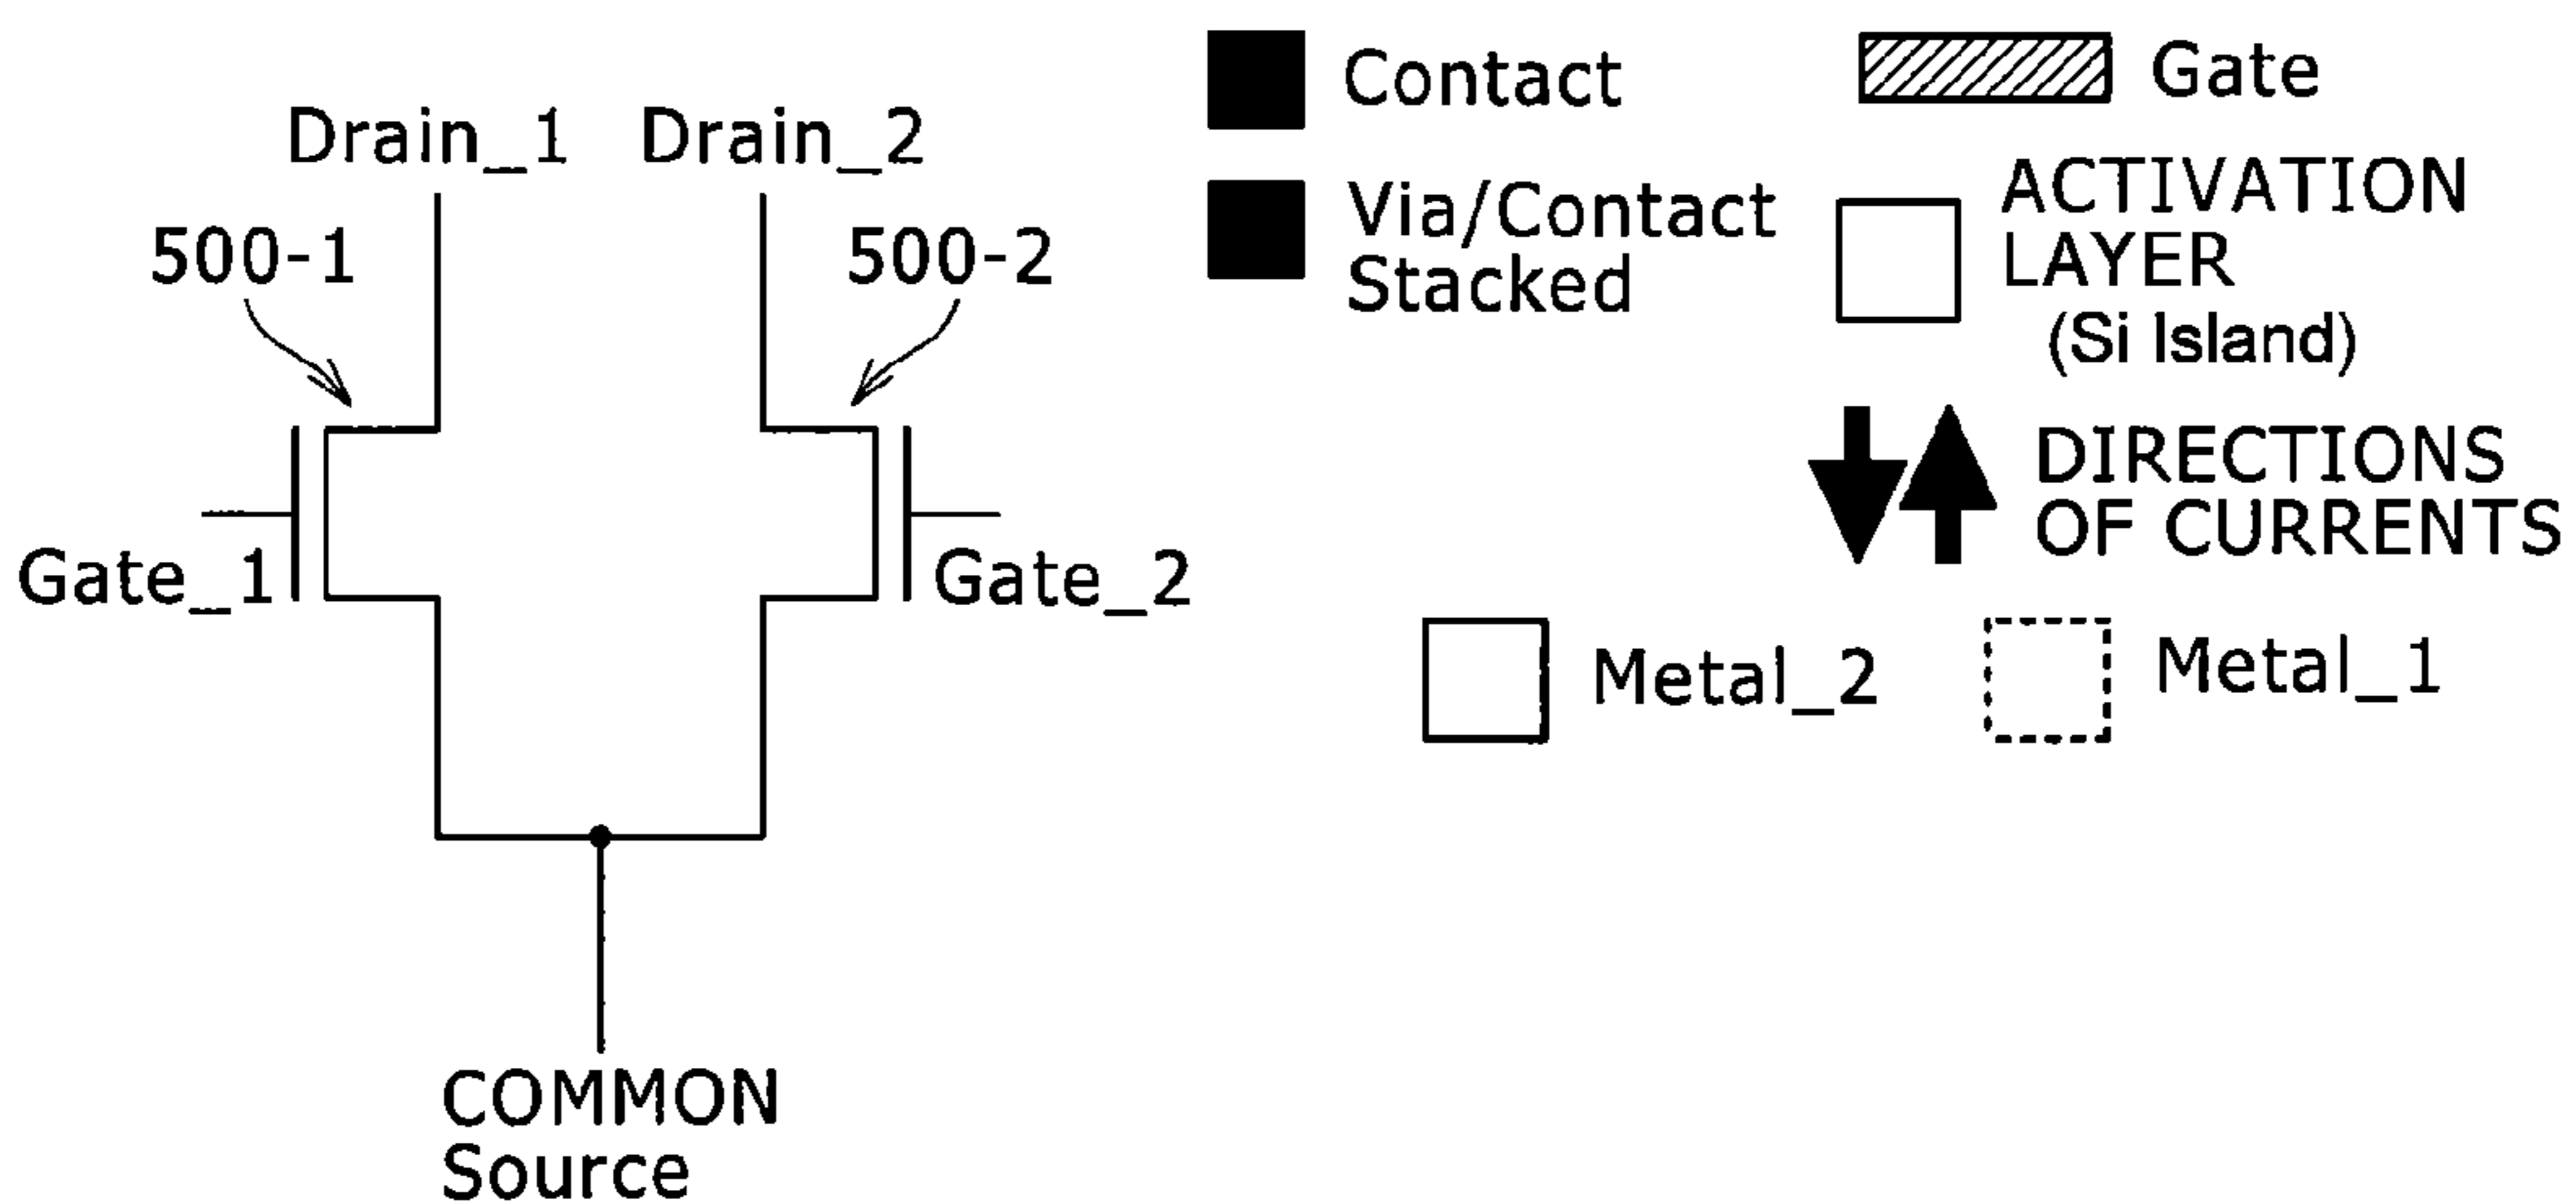 Drain_1
Drain_2
500-1
500-2
Gate_1
Gate_2
COMMON
Source
Contact
Via/Contact
Stacked
Gate
ACTIVATION
LAYER
(Si Island)
DIRECTIONS
OF CURRENTS
Metal_2
Metal_1